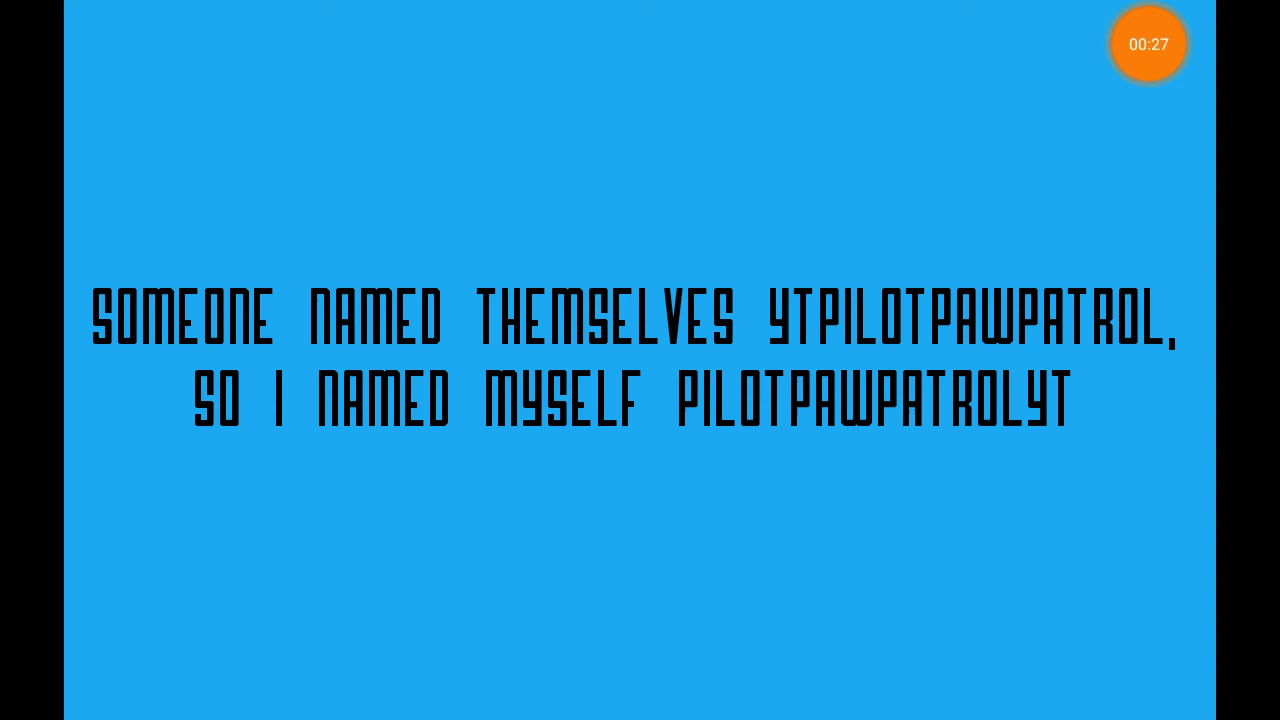 00:27
SOMEONE NAMED THEMSELVES YTPILOTPAWPATROL,
SO I NAMED MYSELF PILOTPAWPATROLYT